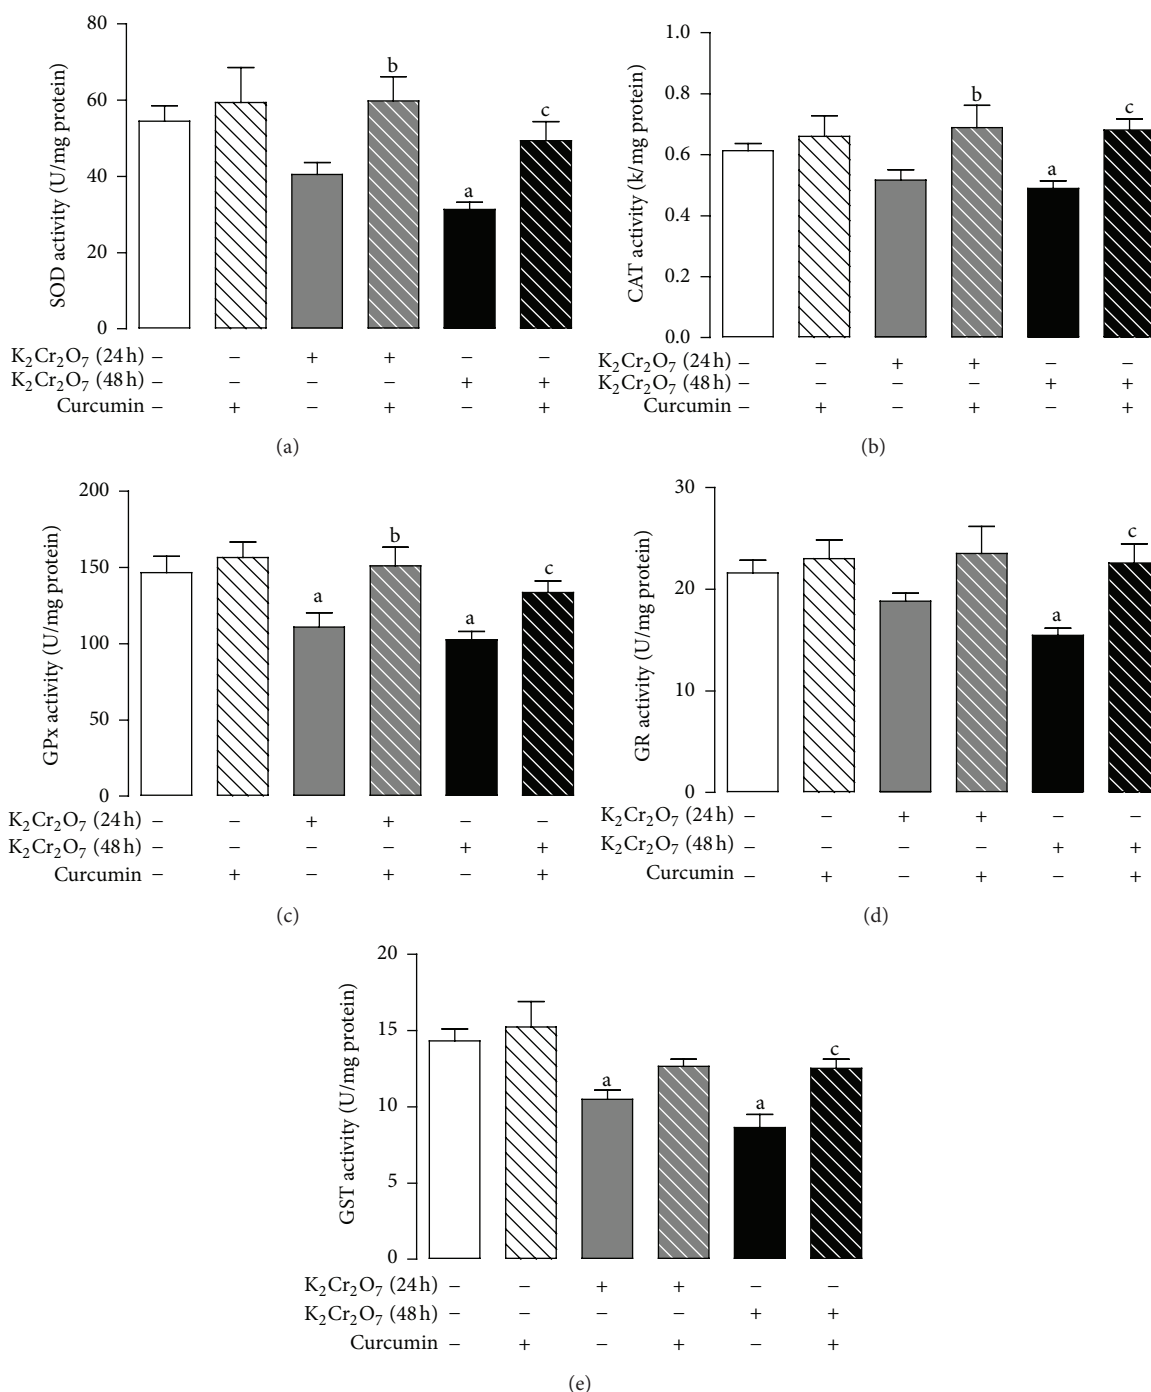 80
60
40
20
0
SOD activity (U/mg protein)
b
c
a
K₂Cr₂O₇ (24 h) – – + + – –
K₂Cr₂O₇ (48 h) – – – – + +
Curcumin – + – + – +
(a)
1.0
0.8
0.6
0.4
0.2
0.0
CAT activity (k/mg protein)
b
c
a
K₂Cr₂O₇ (24 h) – – + + – –
K₂Cr₂O₇ (48 h) – – – – + +
Curcumin – + – + – +
(b)
200
150
100
50
0
GPx activity (U/mg protein)
a
b
a
c
K₂Cr₂O₇ (24 h) – – + + – –
K₂Cr₂O₇ (48 h) – – – – + +
Curcumin – + – + – +
(c)
30
20
10
0
GR activity (U/mg protein)
a
c
K₂Cr₂O₇ (24 h) – – + + – –
K₂Cr₂O₇ (48 h) – – – – + +
Curcumin – + – + – +
(d)
20
15
10
5
0
GST activity (U/mg protein)
a
a
c
K₂Cr₂O₇ (24 h) – – + + – –
K₂Cr₂O₇ (48 h) – – – – + +
Curcumin – + – + – +
(e)